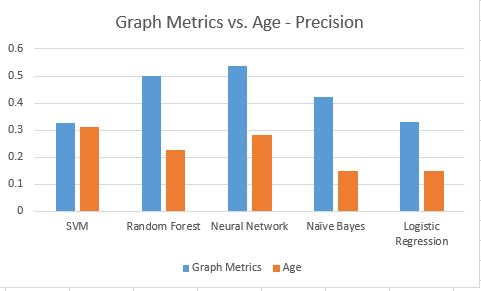 Graph Metrics vs. Age - Precision
0.6
0.5
0.4
0.3
0.2
0.1
0
SVM
Random Forest
Neural Network
Naïve Bayes
Logistic
Regression
Graph Metrics
Age